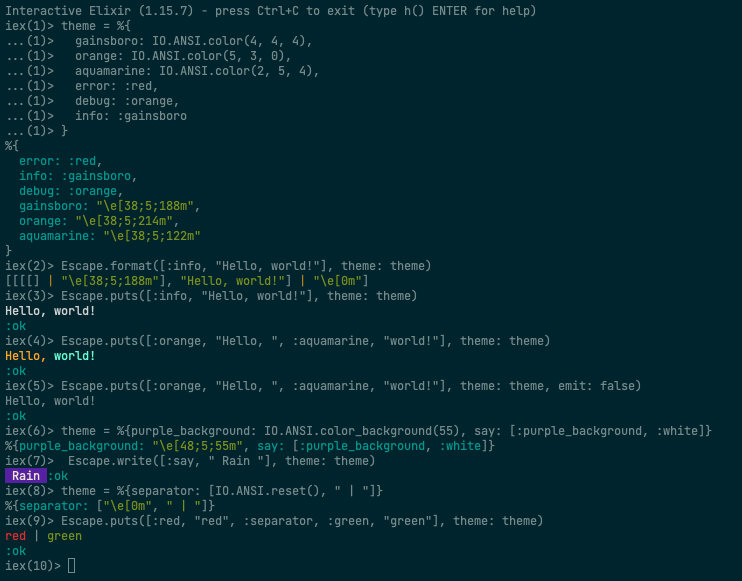 Interactive Elixir (1.15.7) - press Ctrl+C to exit (type h() ENTER for help)
iex(1)> theme = %{
...(1)>   gainsboro: IO.ANSI.color(4, 4, 4),
...(1)>   orange: IO.ANSI.color(5, 3, 0),
...(1)>   aquamarine: IO.ANSI.color(2, 5, 4),
...(1)>   error: :red,
...(1)>   debug: :orange,
...(1)>   info: :gainsboro
...(1)> }
%{
  error: :red,
  info: :gainsboro,
  debug: :orange,
  gainsboro: "\e[38;5;188m",
  orange: "\e[38;5;214m",
  aquamarine: "\e[38;5;122m"
}
iex(2)> Escape.format([:info, "Hello, world!"], theme: theme)
[[[[] | "\e[38;5;188m"], "Hello, world!"] | "\e[0m"]
iex(3)> Escape.puts([:info, "Hello, world!"], theme: theme)
Hello, world!
:ok
iex(4)> Escape.puts([:orange, "Hello, ", :aquamarine, "world!"], theme: theme)
Hello, world!
:ok
iex(5)> Escape.puts([:orange, "Hello, ", :aquamarine, "world!"], theme: theme, emit: false)
Hello, world!
:ok
iex(6)> theme = %{purple_background: IO.ANSI.color_background(55), say: [:purple_background, :white]}
%{purple_background: "\e[48;5;55m", say: [:purple_background, :white]}
iex(7)>  Escape.write([:say, " Rain "], theme: theme)
 Rain :ok
iex(8)> theme = %{separator: [IO.ANSI.reset(), " | "]}
%{separator: ["\e[0m", " | "]}
iex(9)> Escape.puts([:red, "red", :separator, :green, "green"], theme: theme)
red | green
:ok
iex(10)>